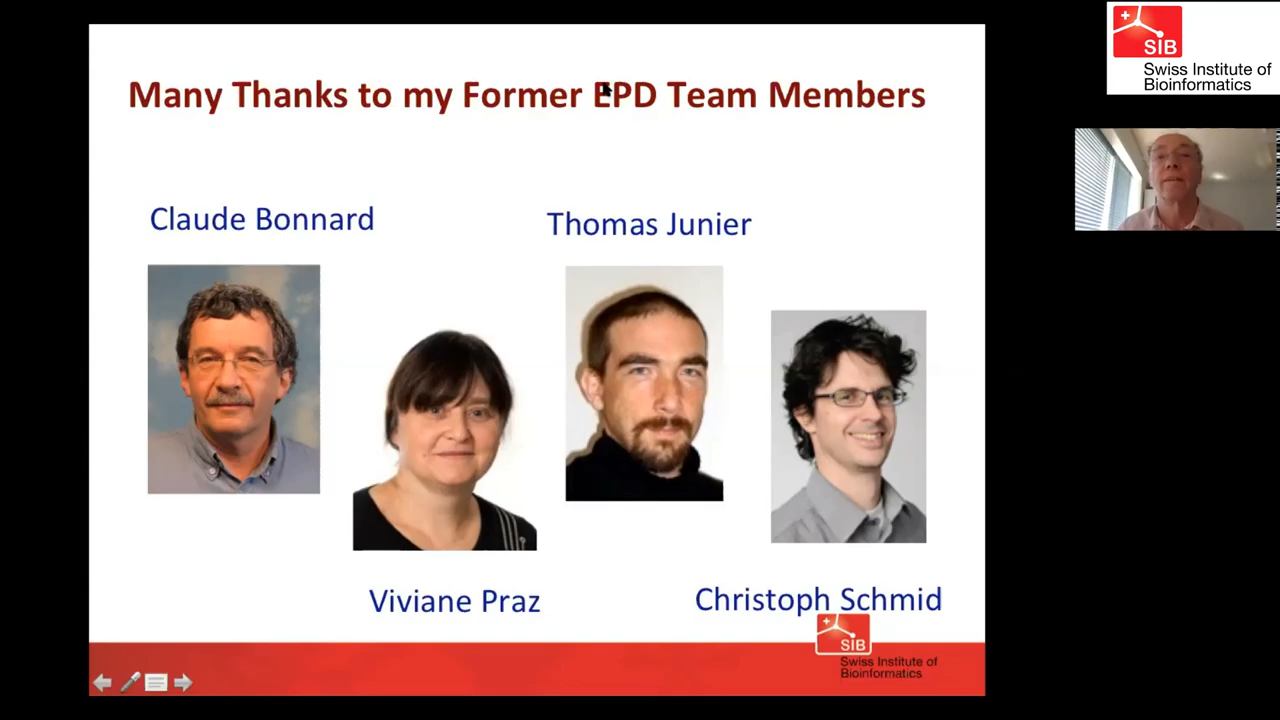 Many Thanks to my Former EPD Team Members
Claude Bonnard
Thomas Junier
Viviane Praz
Christoph Schmid
SIB
Swiss Institute of
Bioinformatics
SIB
Swiss Institute of
Bioinformatics